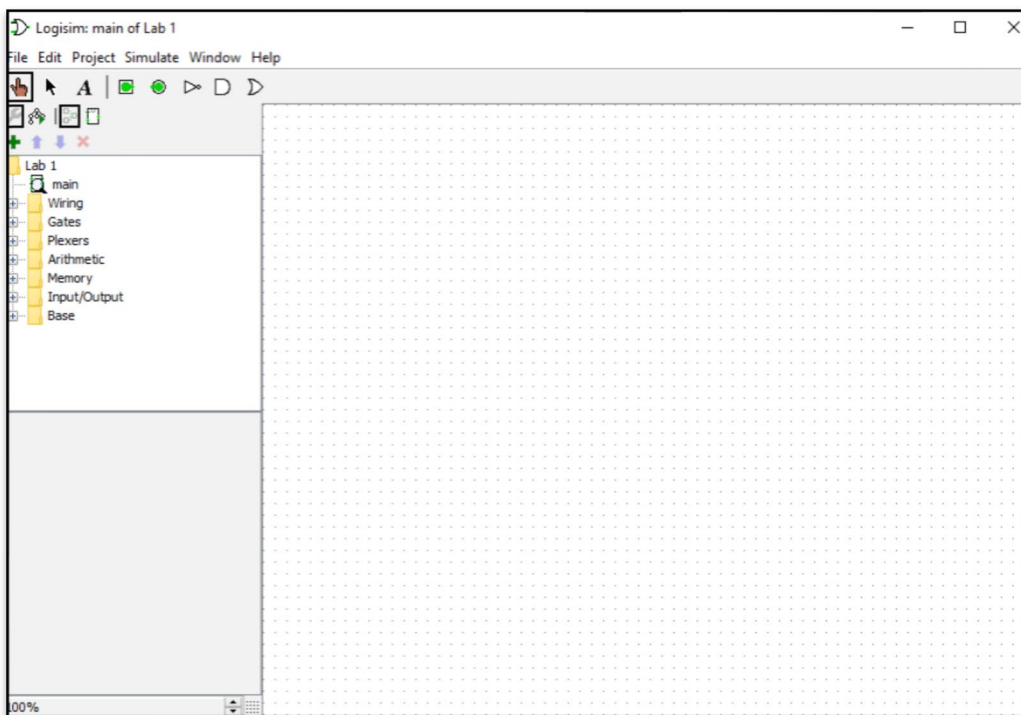 Logisim: main of Lab 1
File Edit Project Simulate Window Help
A
Lab 1
main
Wiring
Gates
Plexers
Arithmetic
Memory
Input/Output
Base
100%